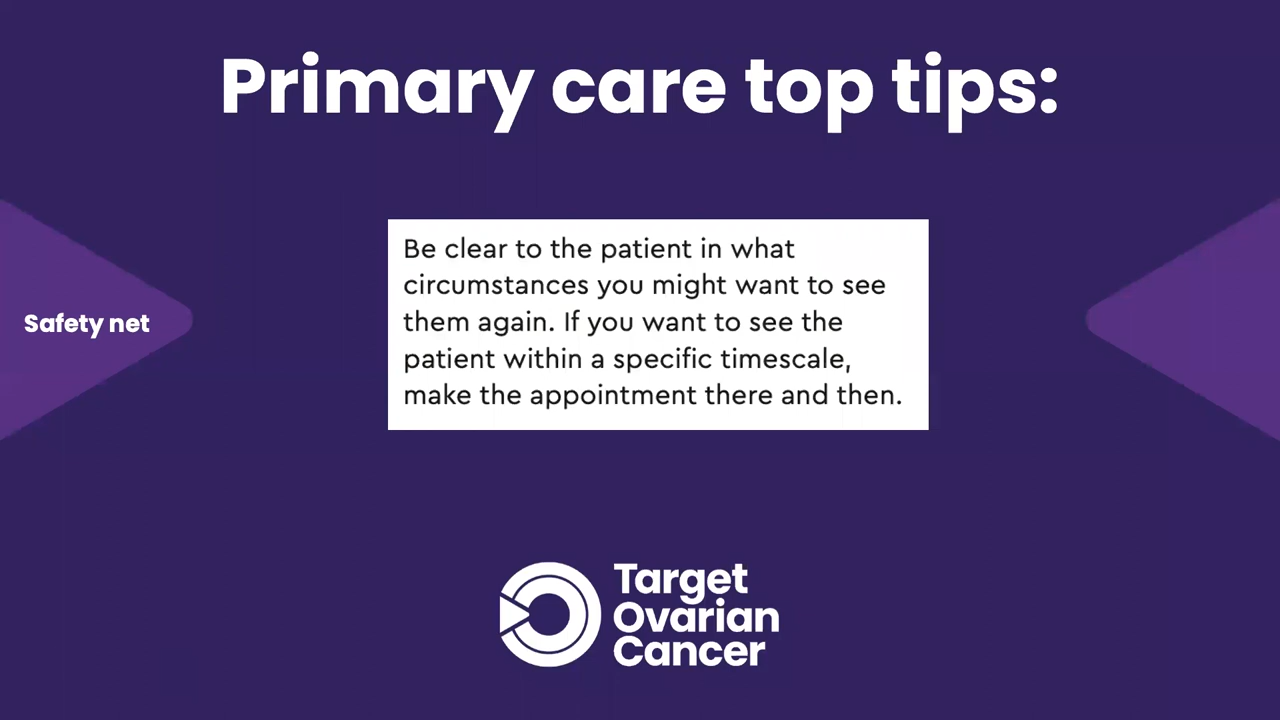 Primary care top tips:
Safety net
Be clear to the patient in what
circumstances you might want to see
them again. If you want to see the
patient within a specific timescale,
make the appointment there and then.
Target
Ovarian
Cancer